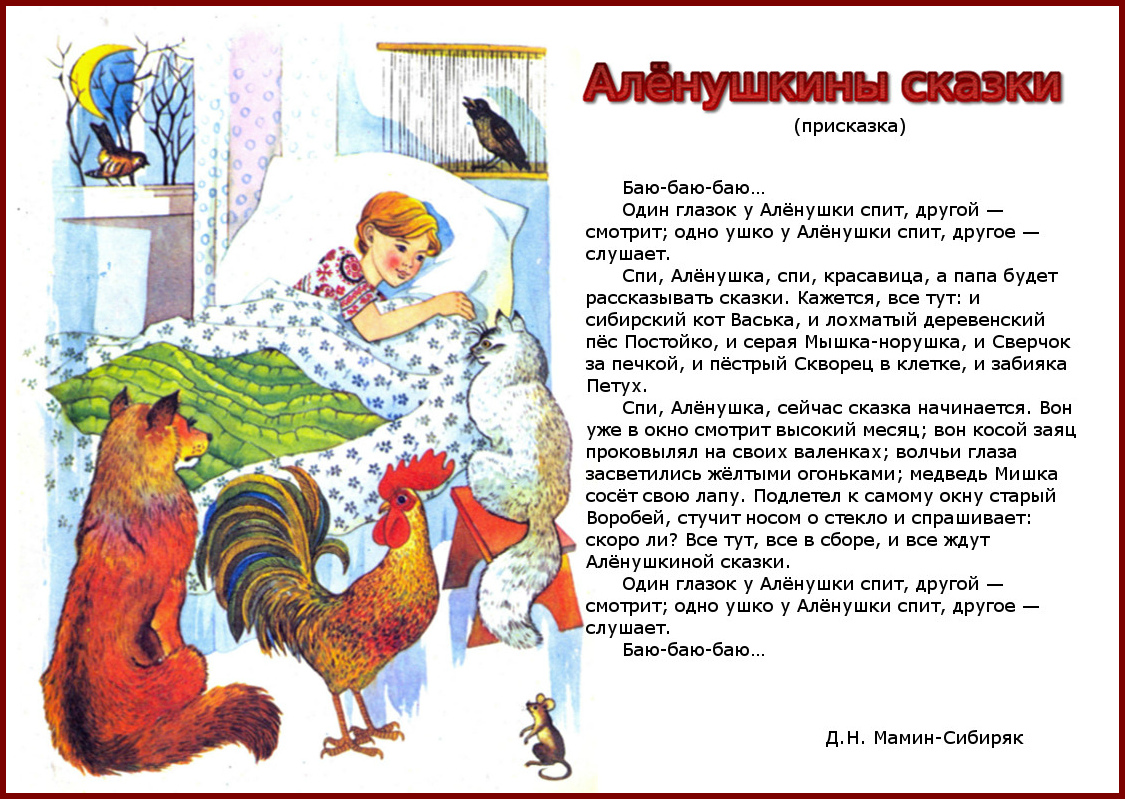 Алёнушкины сказки
(присказка)
Баю-баю-баю...
Один глазок у Алёнушки спит, другой —
смотрит; одно ушко у Алёнушки спит, другое —
слушает.
Спи, Алёнушка, спи, красавица, а папа будет
рассказывать сказки. Кажется, все тут: и
сибирский кот Васька, и лохматый деревенский
пёс Постойко, и серая Мышка-норушка, и Сверчок
за печкой, и пёстрый Скворец в клетке, и забияка
Петух.
Спи, Алёнушка, сейчас сказка начинается. Вон
уже в окно смотрит высокий месяц; вон косой заяц
проковылял на своих валенках; волчьи глаза
засветились жёлтыми огоньками; медведь Мишка
сосёт свою лапу. Подлетел к самому окну старый
Воробей, стучит носом о стекло и спрашивает:
скоро ли? Все тут, все в сборе, и все ждут
Алёнушкиной сказки.
Один глазок у Алёнушки спит, другой —
смотрит; одно ушко у Алёнушки спит, другое —
слушает.
Баю-баю-баю...
Д.Н. Мамин-Сибиряк